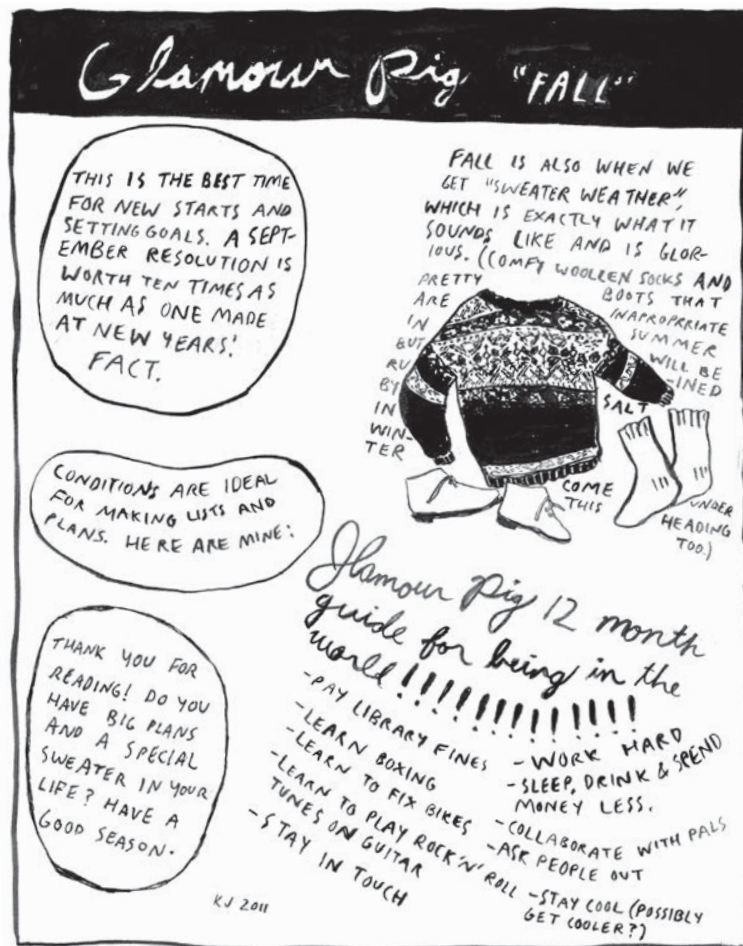 Glamour Pig "FALL"
THIS IS THE BEST TIME
FOR NEW STARTS AND
SETTING GOALS. A SEPT-
EMBER RESOLUTION IS
WORTH TEN TIMES AS
MUCH AS ONE MADE
AT NEW YEARS!
FACT.
FALL IS ALSO WHEN WE
GET "SWEATER WEATHER",
WHICH IS EXACTLY WHAT IT
SOUNDS LIKE AND IS GLOR-
IOUS. (COMFY WOOLLEN SOCKS AND
PRETTY BOOTS THAT
ARE INAPROPRIATE
IN SUMMER
BUT WILL BE
RU -INED
BY SALT
IN
WIN-
TER
COME
THIS
UNDER
HEADING
TOO.)
CONDITIONS ARE IDEAL
FOR MAKING LISTS AND
PLANS. HERE ARE MINE:
Glamour Pig 12 month
guide for being in the
world!!!!!!!!!!!!!
-PAY LIBRARY FINES
-LEARN BOXING
-LEARN TO FIX BIKES
-LEARN TO PLAY ROCK'N'ROLL
TUNES ON GUITAR
-STAY IN TOUCH
-WORK HARD
-SLEEP, DRINK & SPEND
MONEY LESS.
-COLLABORATE WITH PALS
-ASK PEOPLE OUT
-STAY COOL (POSSIBLY
GET COOLER?)
THANK YOU FOR
READING! DO YOU
HAVE BIG PLANS
AND A SPECIAL
SWEATER IN YOUR
LIFE? HAVE A
GOOD SEASON.
KJ 2011